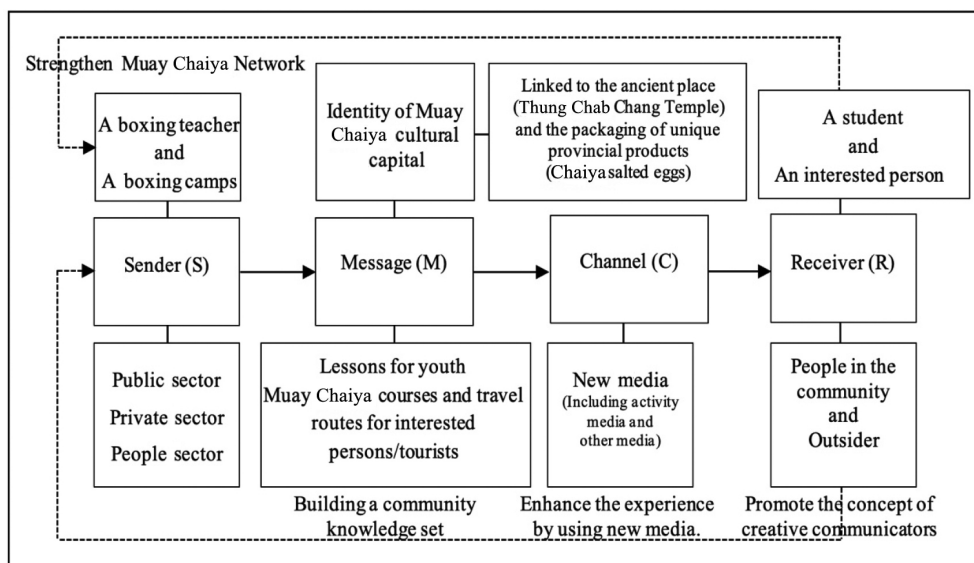 Strengthen Muay Chaiya Network
A boxing teacher
and
A boxing camps
Identity of Muay
Chaiya cultural
capital
Linked to the ancient place
(Thung Chab Chang Temple)
and the packaging of unique
provincial products
(Chaiya salted eggs)
A student
and
An interested person
Sender (S)
Message (M)
Channel (C)
Receiver (R)
Public sector
Private sector
People sector
Lessons for youth
Muay Chaiya courses and travel
routes for interested
persons/tourists
New media
(Including activity
media and
other media)
People in the
community
and
Outsider
Building a community
knowledge set
Enhance the experience
by using new media.
Promote the concept of
creative communicators